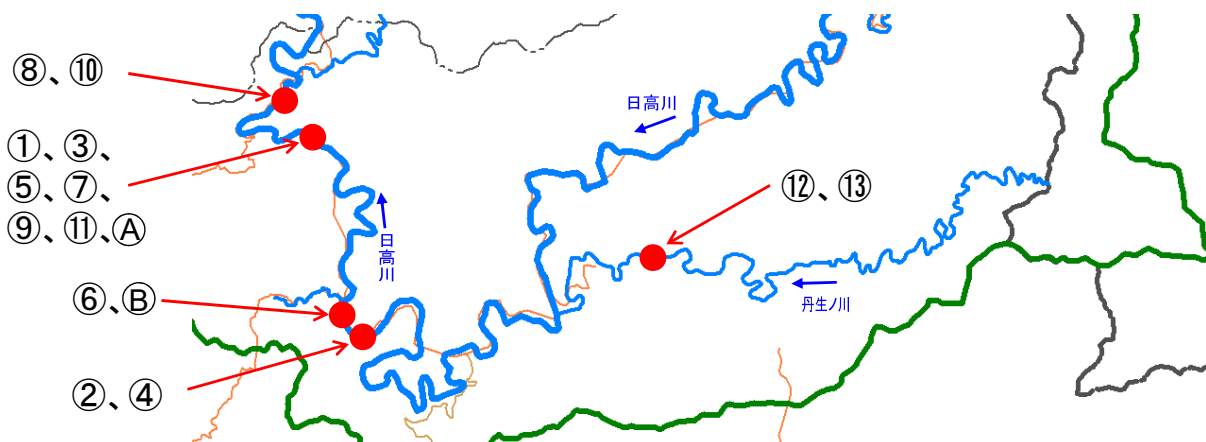 ⑧、⑩
①、③、
⑤、⑦、
⑨、⑪、Ⓐ
⑥、Ⓑ
②、④
日高川
日高川
⑫、⑬
丹生ノ川